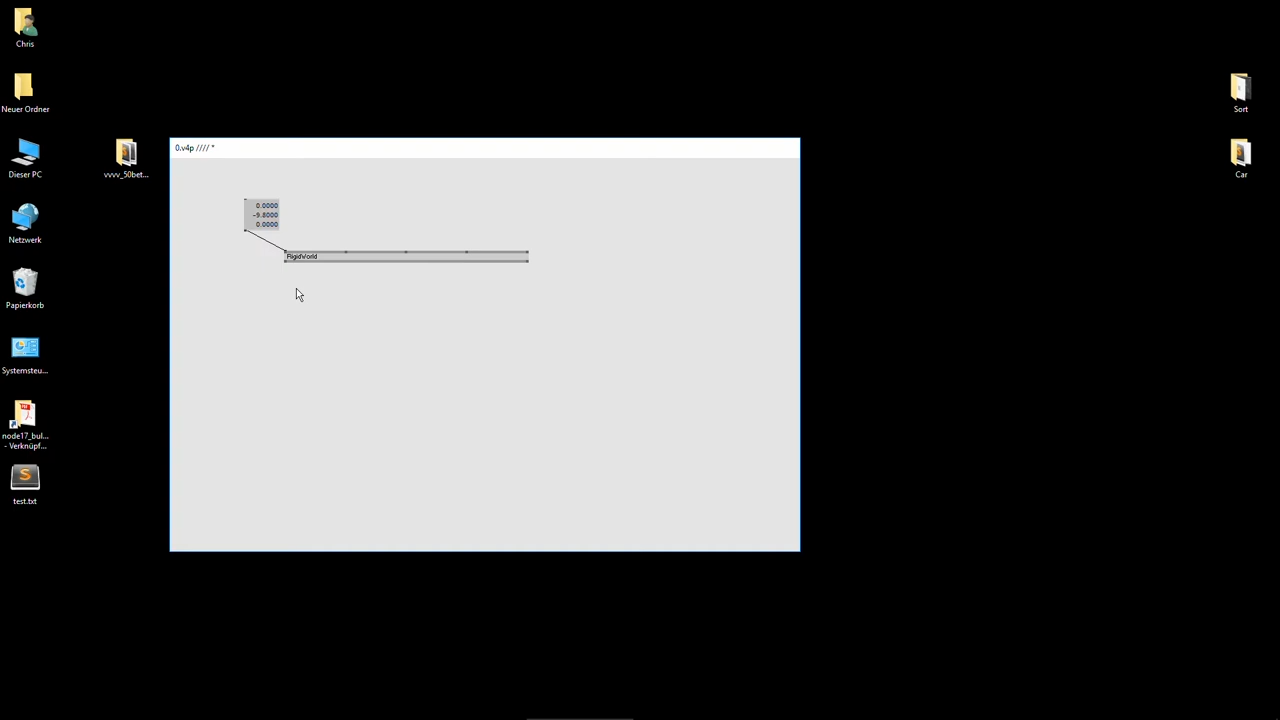 Chris
Neuer Ordner
Sort
0.v4p //// *
Dieser PC
vvvv_50bet...
Car
0.0000
-9.8000
0.0000
Netzwerk
RigidWorld
Papierkorb
Systemsteu...
node17_bul...
- Verknüpf...
test.txt